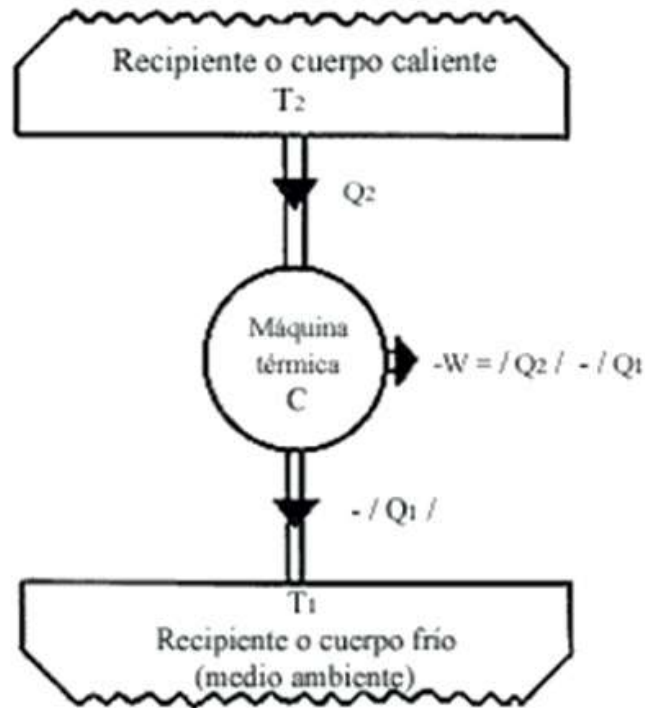 Recipiente o cuerpo caliente
T2
Q2
Máquina
térmica
C
-W = / Q2 / - / Q1
- / Q1 /
T1
Recipiente o cuerpo frío
(medio ambiente)